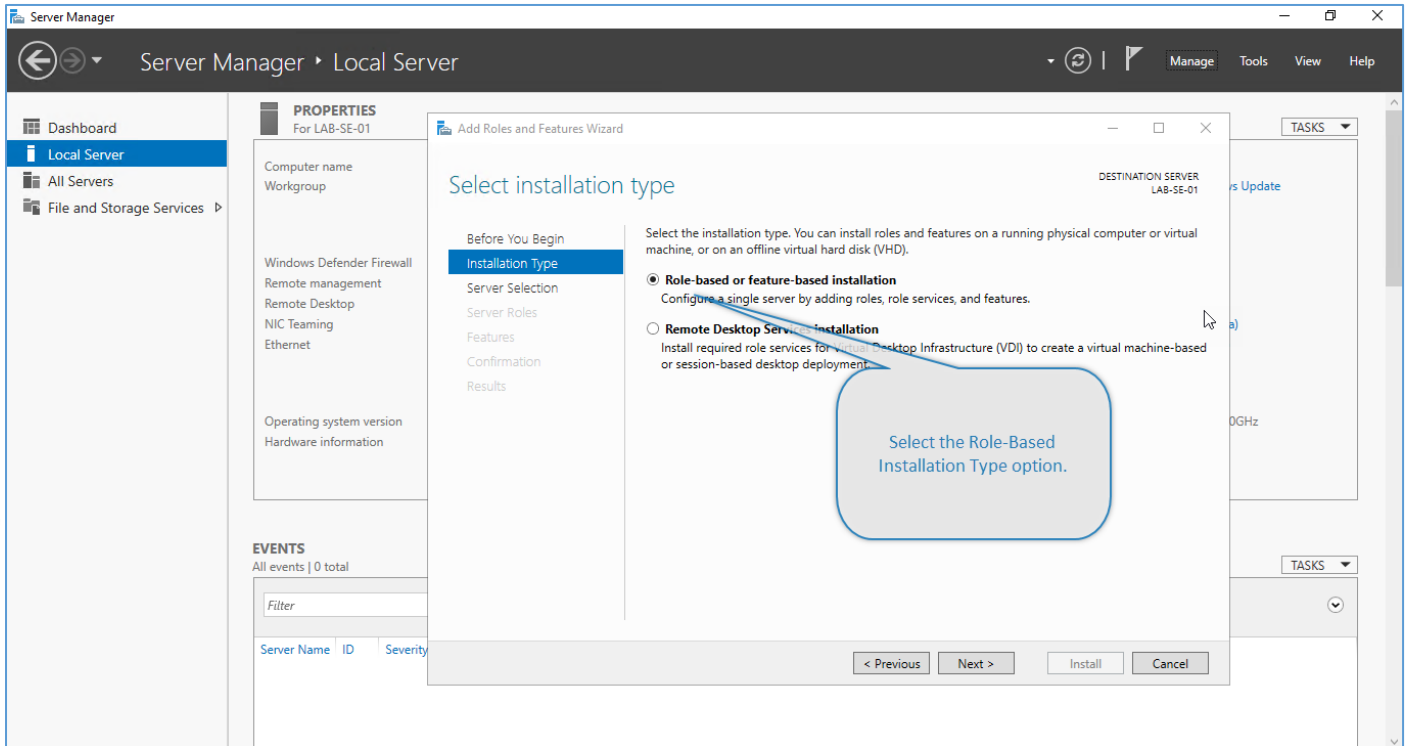 Server Manager
Server Manager • Local Server
Manage Tools View Help
Dashboard
Local Server
All Servers
File and Storage Services
PROPERTIES
For LAB-SE-01
TASKS
Computer name
Workgroup
Windows Defender Firewall
Remote management
Remote Desktop
NIC Teaming
Ethernet
Operating system version
Hardware information
Update
a)
0GHz
EVENTS
All events | 0 total
TASKS
Filter
Server Name ID Severity
Add Roles and Features Wizard
Select installation type
DESTINATION SERVER
LAB-SE-01
Before You Begin
Installation Type
Server Selection
Server Roles
Features
Confirmation
Results
Select the installation type. You can install roles and features on a running physical computer or virtual
machine, or on an offline virtual hard disk (VHD).
Role-based or feature-based installation
Configure a single server by adding roles, role services, and features.
Remote Desktop Services installation
Install required role services for Virtual Desktop Infrastructure (VDI) to create a virtual machine-based
or session-based desktop deployment.
Select the Role-Based
Installation Type option.
< Previous Next > Install Cancel